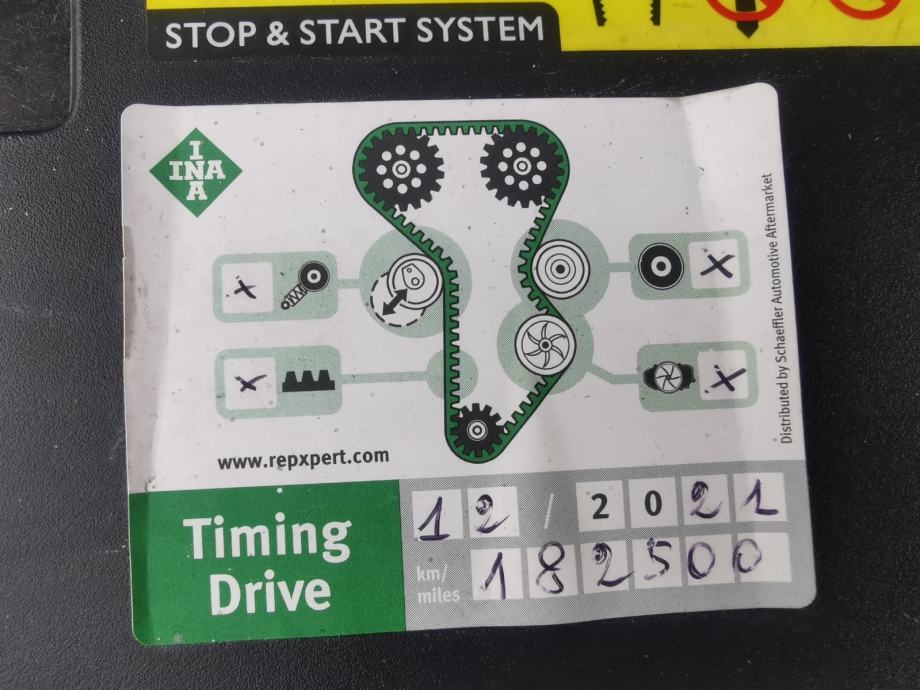 STOP & START SYSTEM
INA
INA
www.repxpert.com
Distributed by Schaeffler Automotive Aftermarket
Timing
Drive
12 / 2021
km/
miles
182500